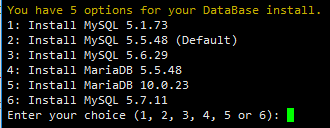 You have 5 options for your DataBase install.
1: Install MySQL 5.1.73
2: Install MySQL 5.5.48 (Default)
3: Install MySQL 5.6.29
4: Install MariaDB 5.5.48
5: Install MariaDB 10.0.23
6: Install MySQL 5.7.11
Enter your choice (1, 2, 3, 4, 5 or 6):